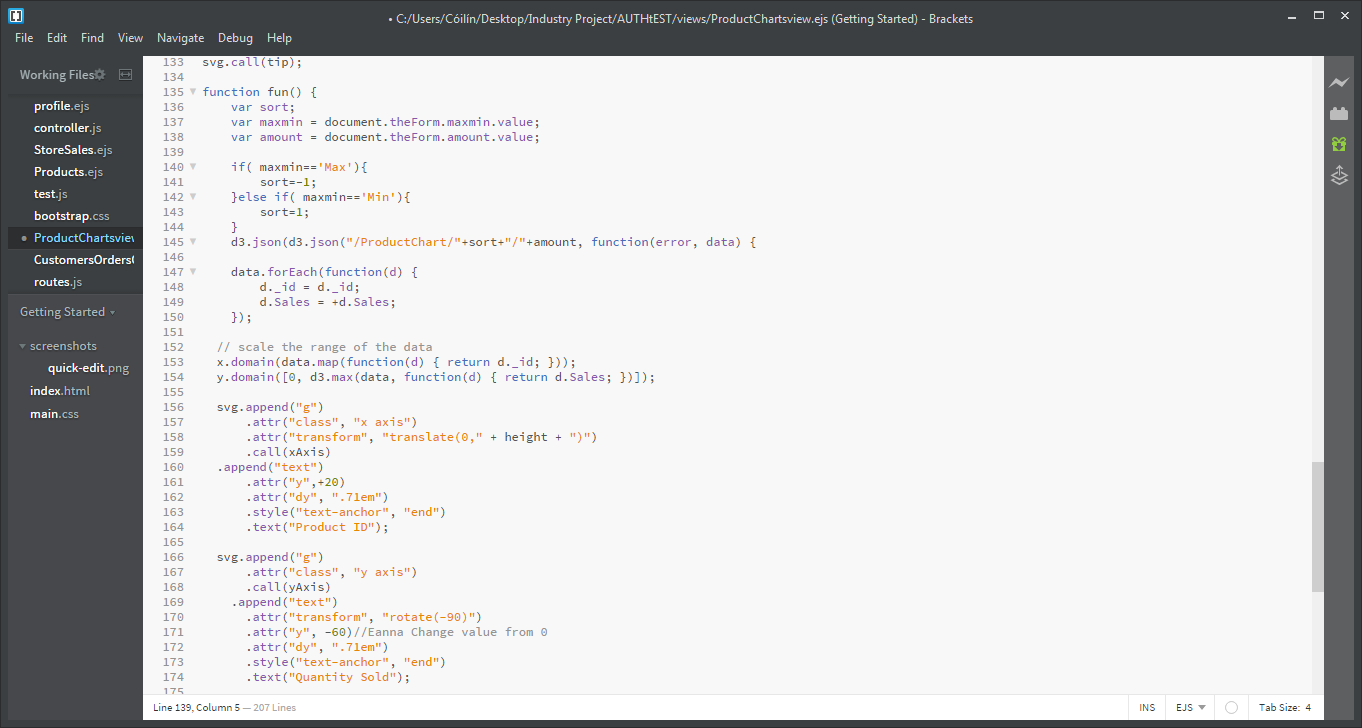 • C:/Users/Cóilín/Desktop/Industry Project/AUTHtEST/views/ProductChartsview.ejs (Getting Started) - Brackets
File Edit Find View Navigate Debug Help
Working Files
profile.ejs
controller.js
StoreSales.ejs
Products.ejs
test.js
bootstrap.css
ProductChartsview
CustomersOrders(
routes.js
Getting Started
screenshots
quick-edit.png
index.html
main.css
133 svg.call(tip);
134
135 function fun() {
136 var sort;
137 var maxmin = document.theForm.maxmin.value;
138 var amount = document.theForm.amount.value;
139
140 if( maxmin=='Max'){
141 sort=-1;
142 }else if( maxmin=='Min'){
143 sort=1;
144 }
145 d3.json(d3.json("/ProductChart/"+sort+"/"+amount, function(error, data) {
146
147 data.forEach(function(d) {
148 d._id = d._id;
149 d.Sales = +d.Sales;
150 });
151
152 // scale the range of the data
153 x.domain(data.map(function(d) { return d._id; }));
154 y.domain([0, d3.max(data, function(d) { return d.Sales; })]);
155
156 svg.append("g")
157 .attr("class", "x axis")
158 .attr("transform", "translate(0," + height + ")")
159 .call(xAxis)
160 .append("text")
161 .attr("y",+20)
162 .attr("dy", ".71em")
163 .style("text-anchor", "end")
164 .text("Product ID");
165
166 svg.append("g")
167 .attr("class", "y axis")
168 .call(yAxis)
169 .append("text")
170 .attr("transform", "rotate(-90)")
171 .attr("y", -60)//Eanna Change value from 0
172 .attr("dy", ".71em")
173 .style("text-anchor", "end")
174 .text("Quantity Sold");
175
Line 139, Column 5 — 207 Lines
INS EJS Tab Size: 4